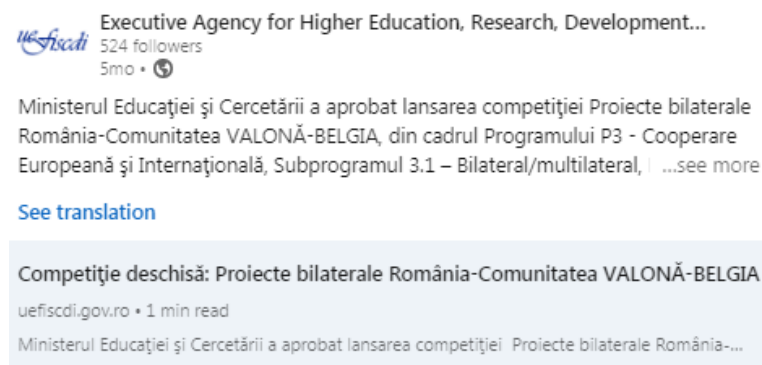 uefiscdi
Executive Agency for Higher Education, Research, Development...
524 followers
5mo •
Ministerul Educaţiei şi Cercetării a aprobat lansarea competiţiei Proiecte bilaterale
România-Comunitatea VALONĂ-BELGIA, din cadrul Programului P3 - Cooperare
Europeană şi Internaţională, Subprogramul 3.1 – Bilateral/multilateral, ...see more
See translation
Competiţie deschisă: Proiecte bilaterale România-Comunitatea VALONĂ-BELGIA
uefiscdi.gov.ro • 1 min read
Ministerul Educaţiei şi Cercetării a aprobat lansarea competiţiei Proiecte bilaterale România-...